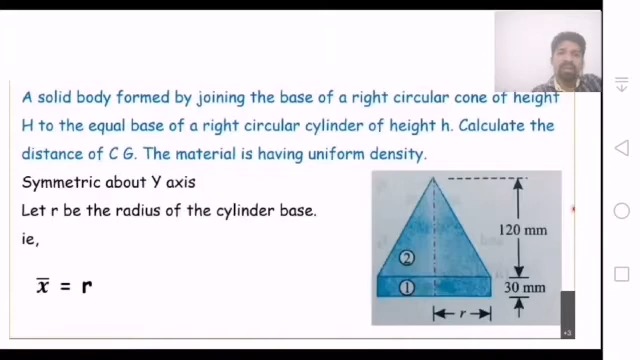 A solid body formed by joining the base of a right circular cone of height
H to the equal base of a right circular cylinder of height h. Calculate the
distance of C G. The material is having uniform density.
Symmetric about Y axis
Let r be the radius of the cylinder base.
ie,
x̅ = r
120 mm
②
①
30 mm
r
+3